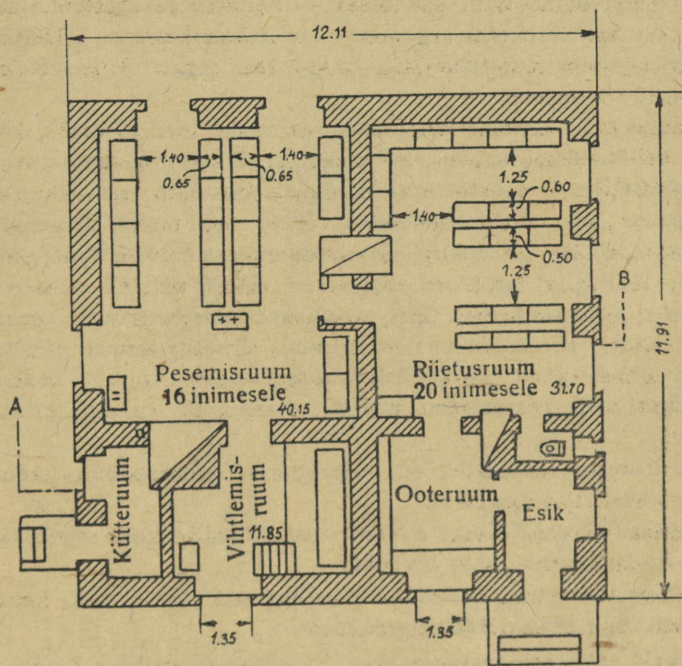 12.11
1.40
1.40
0.65
0.65
1.25
0.60
1.40
0.50
1.25
B
11.91
++
Pesemisruum
16 inimesele
40.15
Riietusruum
20 inimesele
31.70
A
Kütteruum
Vihtlemis-
ruum
11.85
Ooteruum
Esik
1.35
1.35